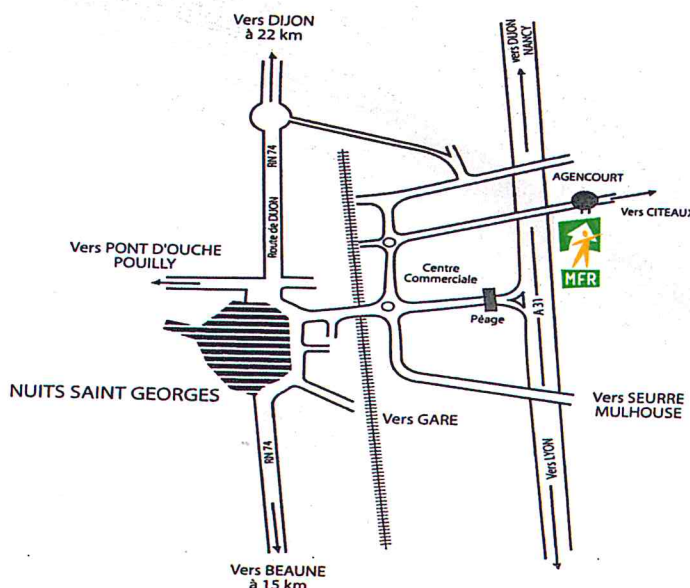 Vers DIJON
à 22 km
vers DIJON
NANCY
RN 74
Route de DIJON
AGENCOURT
Vers CITEAUX
MFR
Vers PONT D'OUCHE
POUILLY
Centre
Commerciale
Péage
A 31
NUITS SAINT GEORGES
Vers GARE
Vers SEURRE
MULHOUSE
RN 74
Vers LYON
Vers BEAUNE
à 15 km